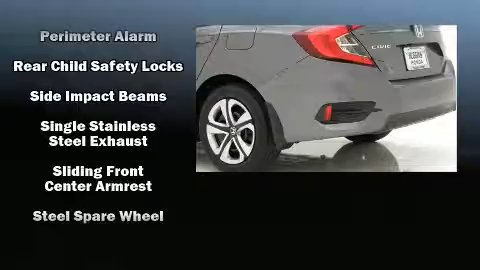 Perimeter Alarm
Rear Child Safety Locks
Side Impact Beams
Single Stainless
Steel Exhaust
Sliding Front
Center Armrest
Steel Spare Wheel
CIVIC